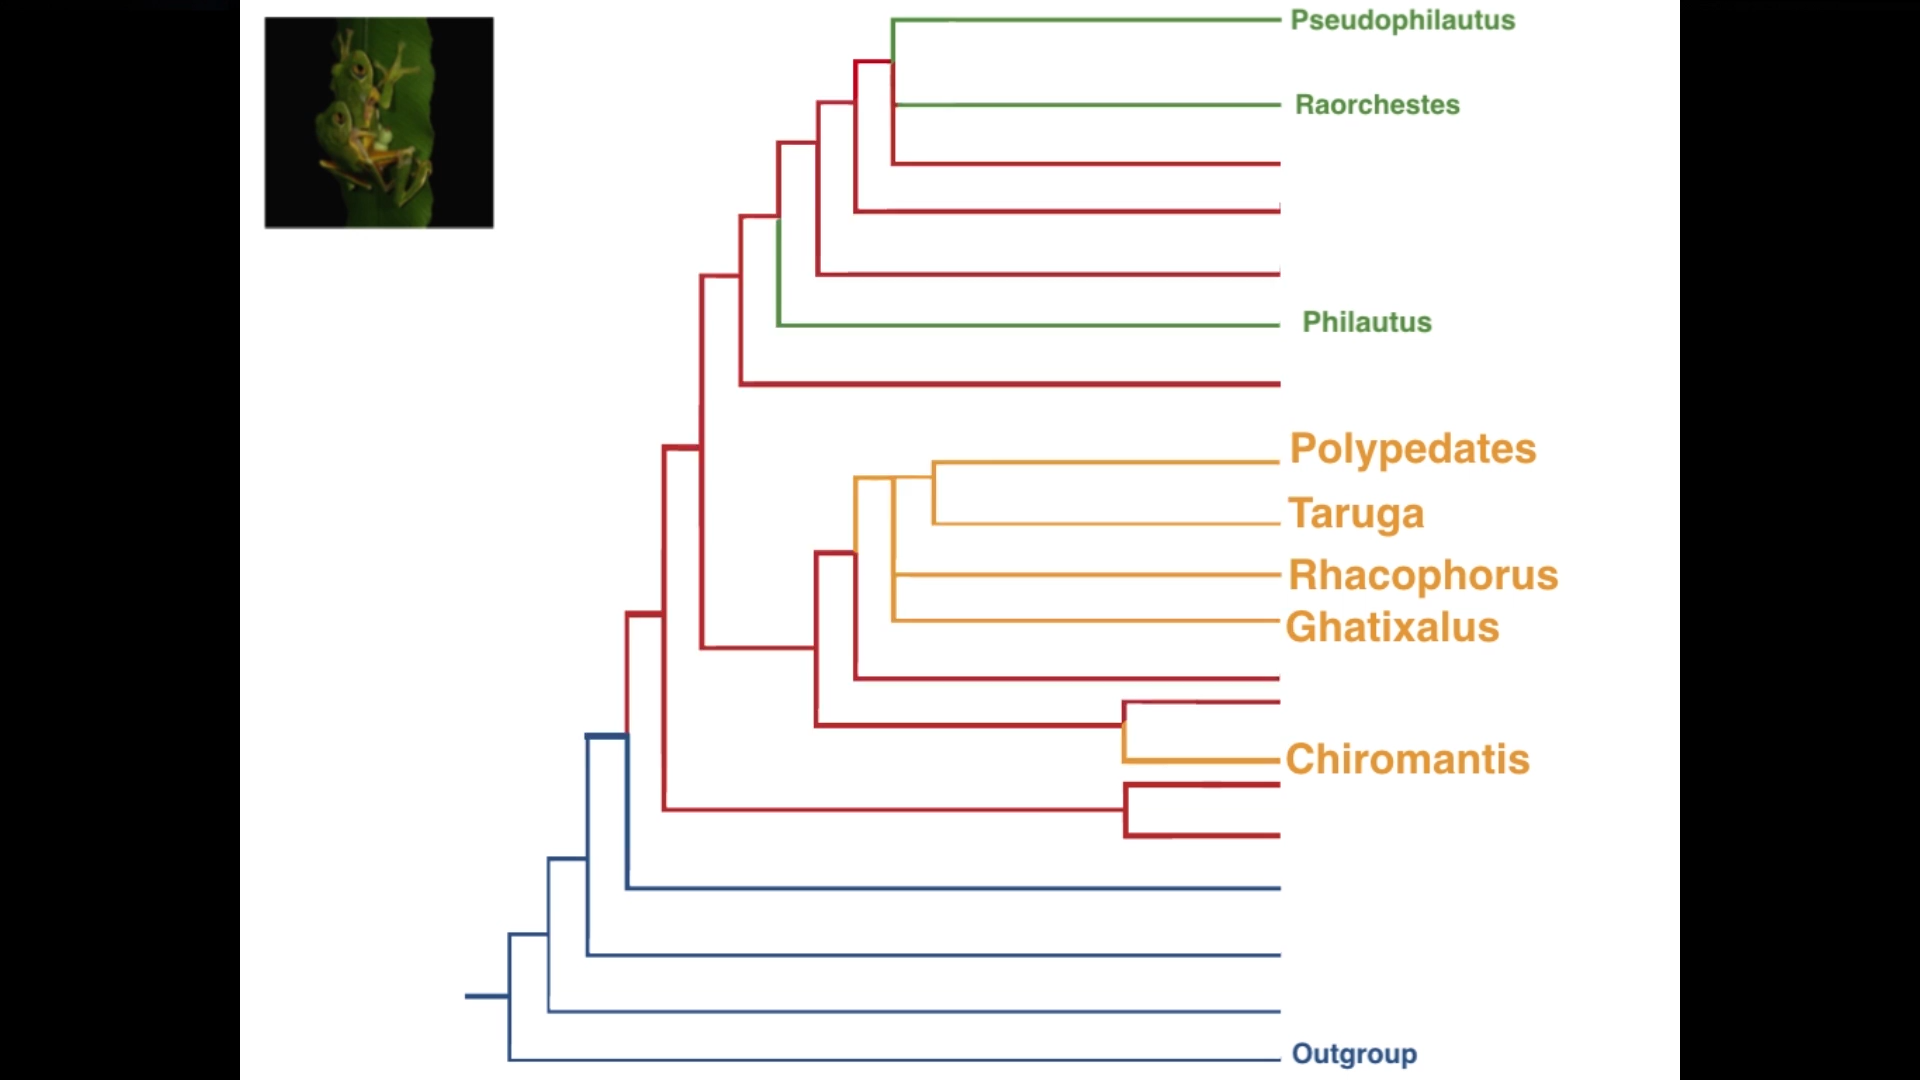 Pseudophilautus
Raorchestes
Philautus
Polypedates
Taruga
Rhacophorus
Ghatixalus
Chiromantis
Outgroup